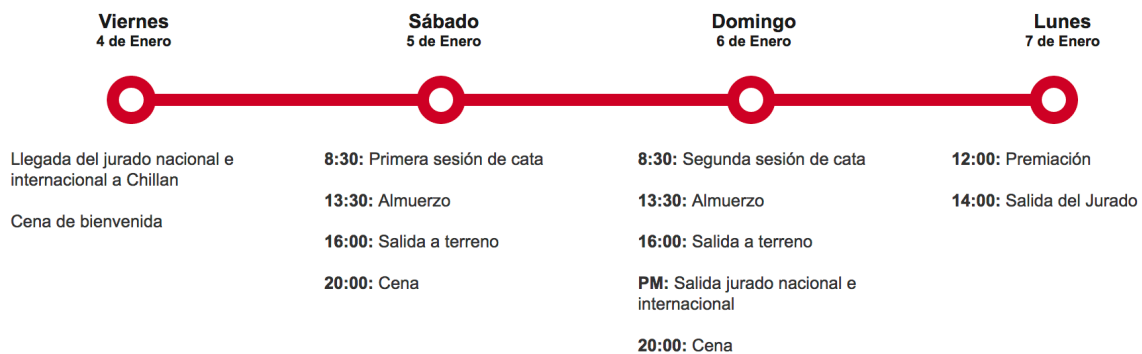 Viernes
4 de Enero
Llegada del jurado nacional e
internacional a Chillan
Cena de bienvenida
Sábado
5 de Enero
8:30: Primera sesión de cata
13:30: Almuerzo
16:00: Salida a terreno
20:00: Cena
Domingo
6 de Enero
8:30: Segunda sesión de cata
13:30: Almuerzo
16:00: Salida a terreno
PM: Salida jurado nacional e
internacional
20:00: Cena
Lunes
7 de Enero
12:00: Premiación
14:00: Salida del Jurado